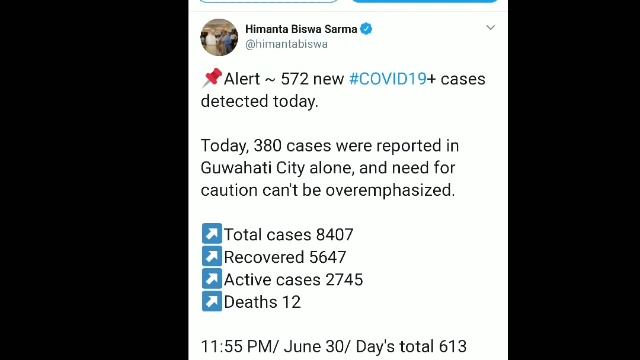 Himanta Biswa Sarma
@himantabiswa
Alert ~ 572 new #COVID19+ cases
detected today.
Today, 380 cases were reported in
Guwahati City alone, and need for
caution can't be overemphasized.
Total cases 8407
Recovered 5647
Active cases 2745
Deaths 12
11:55 PM/ June 30/ Day's total 613